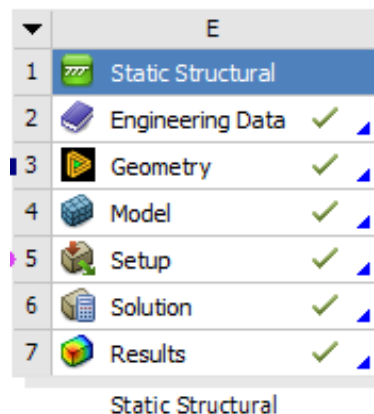 E
1 Static Structural
2 Engineering Data
3 Geometry
4 Model
5 Setup
6 Solution
7 Results
Static Structural